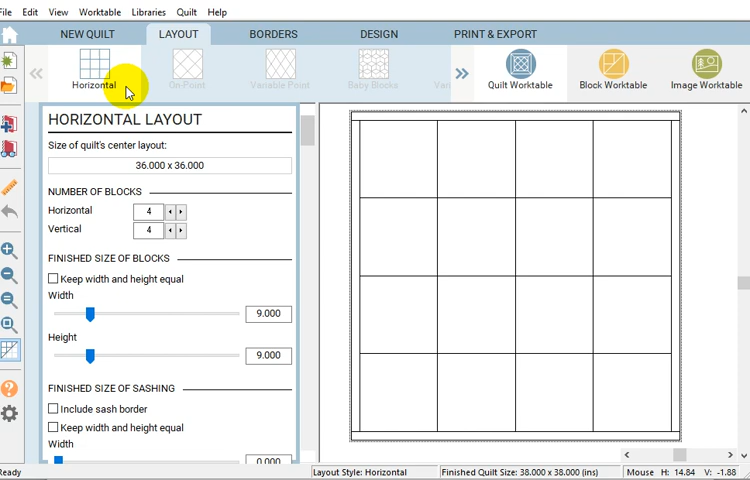 File Edit View Worktable Libraries Quilt Help
NEW QUILT LAYOUT BORDERS DESIGN PRINT & EXPORT
Horizontal On-Point Variable Point Baby Blocks Quilt Worktable Block Worktable Image Worktable
HORIZONTAL LAYOUT
Size of quilt's center layout:
36.000 x 36.000
NUMBER OF BLOCKS
Horizontal 4
Vertical 4
FINISHED SIZE OF BLOCKS
Keep width and height equal
Width
9.000
Height
9.000
FINISHED SIZE OF SASHING
Include sash border
Keep width and height equal
Width
0.000
Ready Layout Style: Horizontal Finished Quilt Size: 38.000 x 38.000 (ins) Mouse H: 14.84 V: -1.88